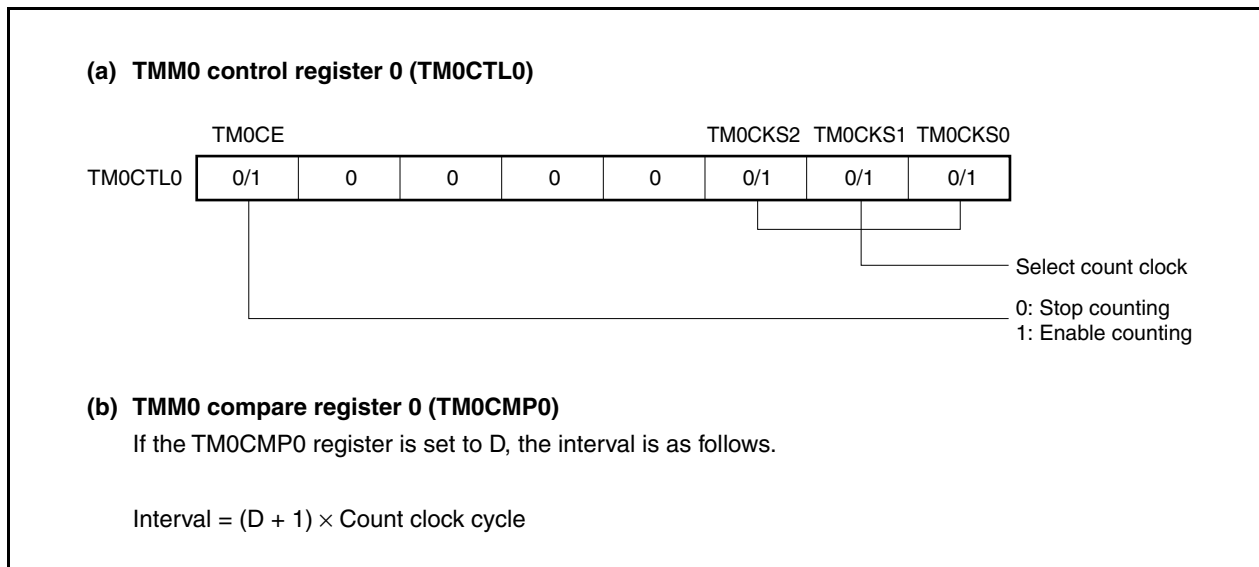 (a) TMM0 control register 0 (TM0CTL0)
TM0CE TM0CKS2 TM0CKS1 TM0CKS0
TM0CTL0 0/1 0 0 0 0 0/1 0/1 0/1
Select count clock
0: Stop counting
1: Enable counting
(b) TMM0 compare register 0 (TM0CMP0)
If the TM0CMP0 register is set to D, the interval is as follows.
Interval = (D + 1) × Count clock cycle